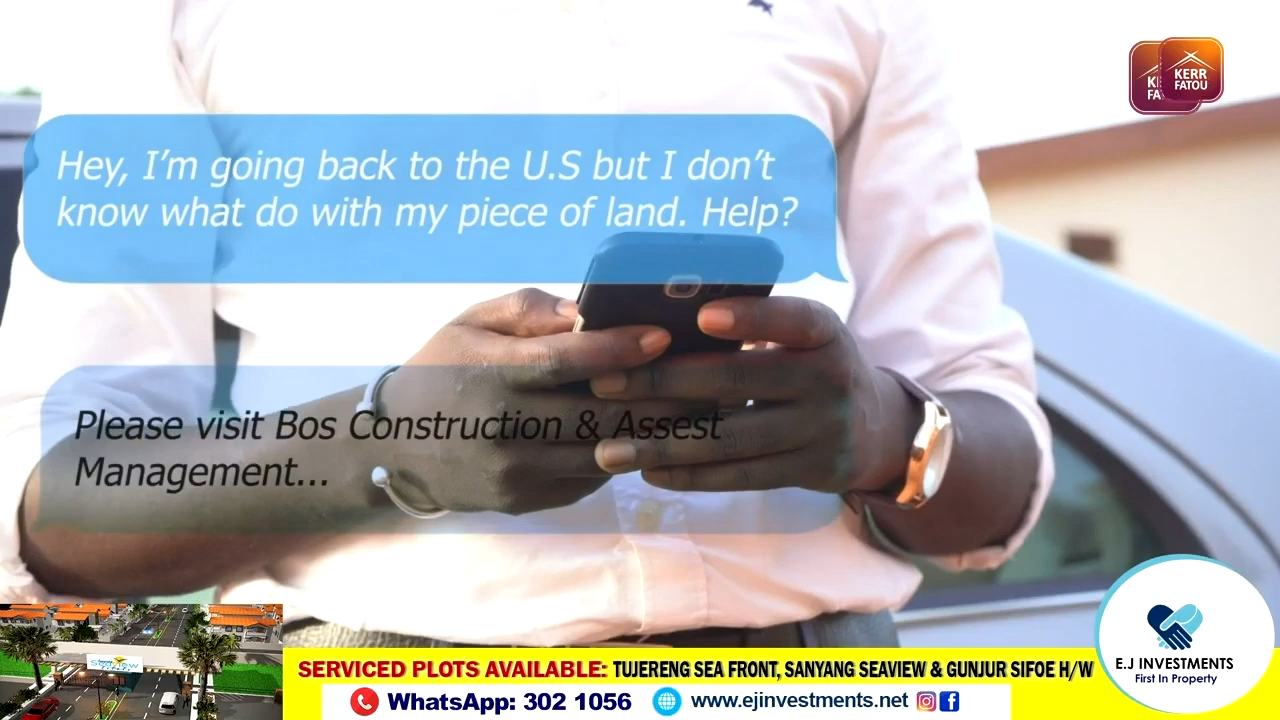 KERR
FATOU
Hey, I'm going back to the U.S but I don't
know what do with my piece of land. Help?
Please visit Bos Construction & Assest
Management...
SERVICED PLOTS AVAILABLE: TUJERENG SEA FRONT, SANYANG SEAVIEW & GUNJUR SIFOE H/W
WhatsApp: 302 1056
www.ejinvestments.net
E.J INVESTMENTS
First In Property